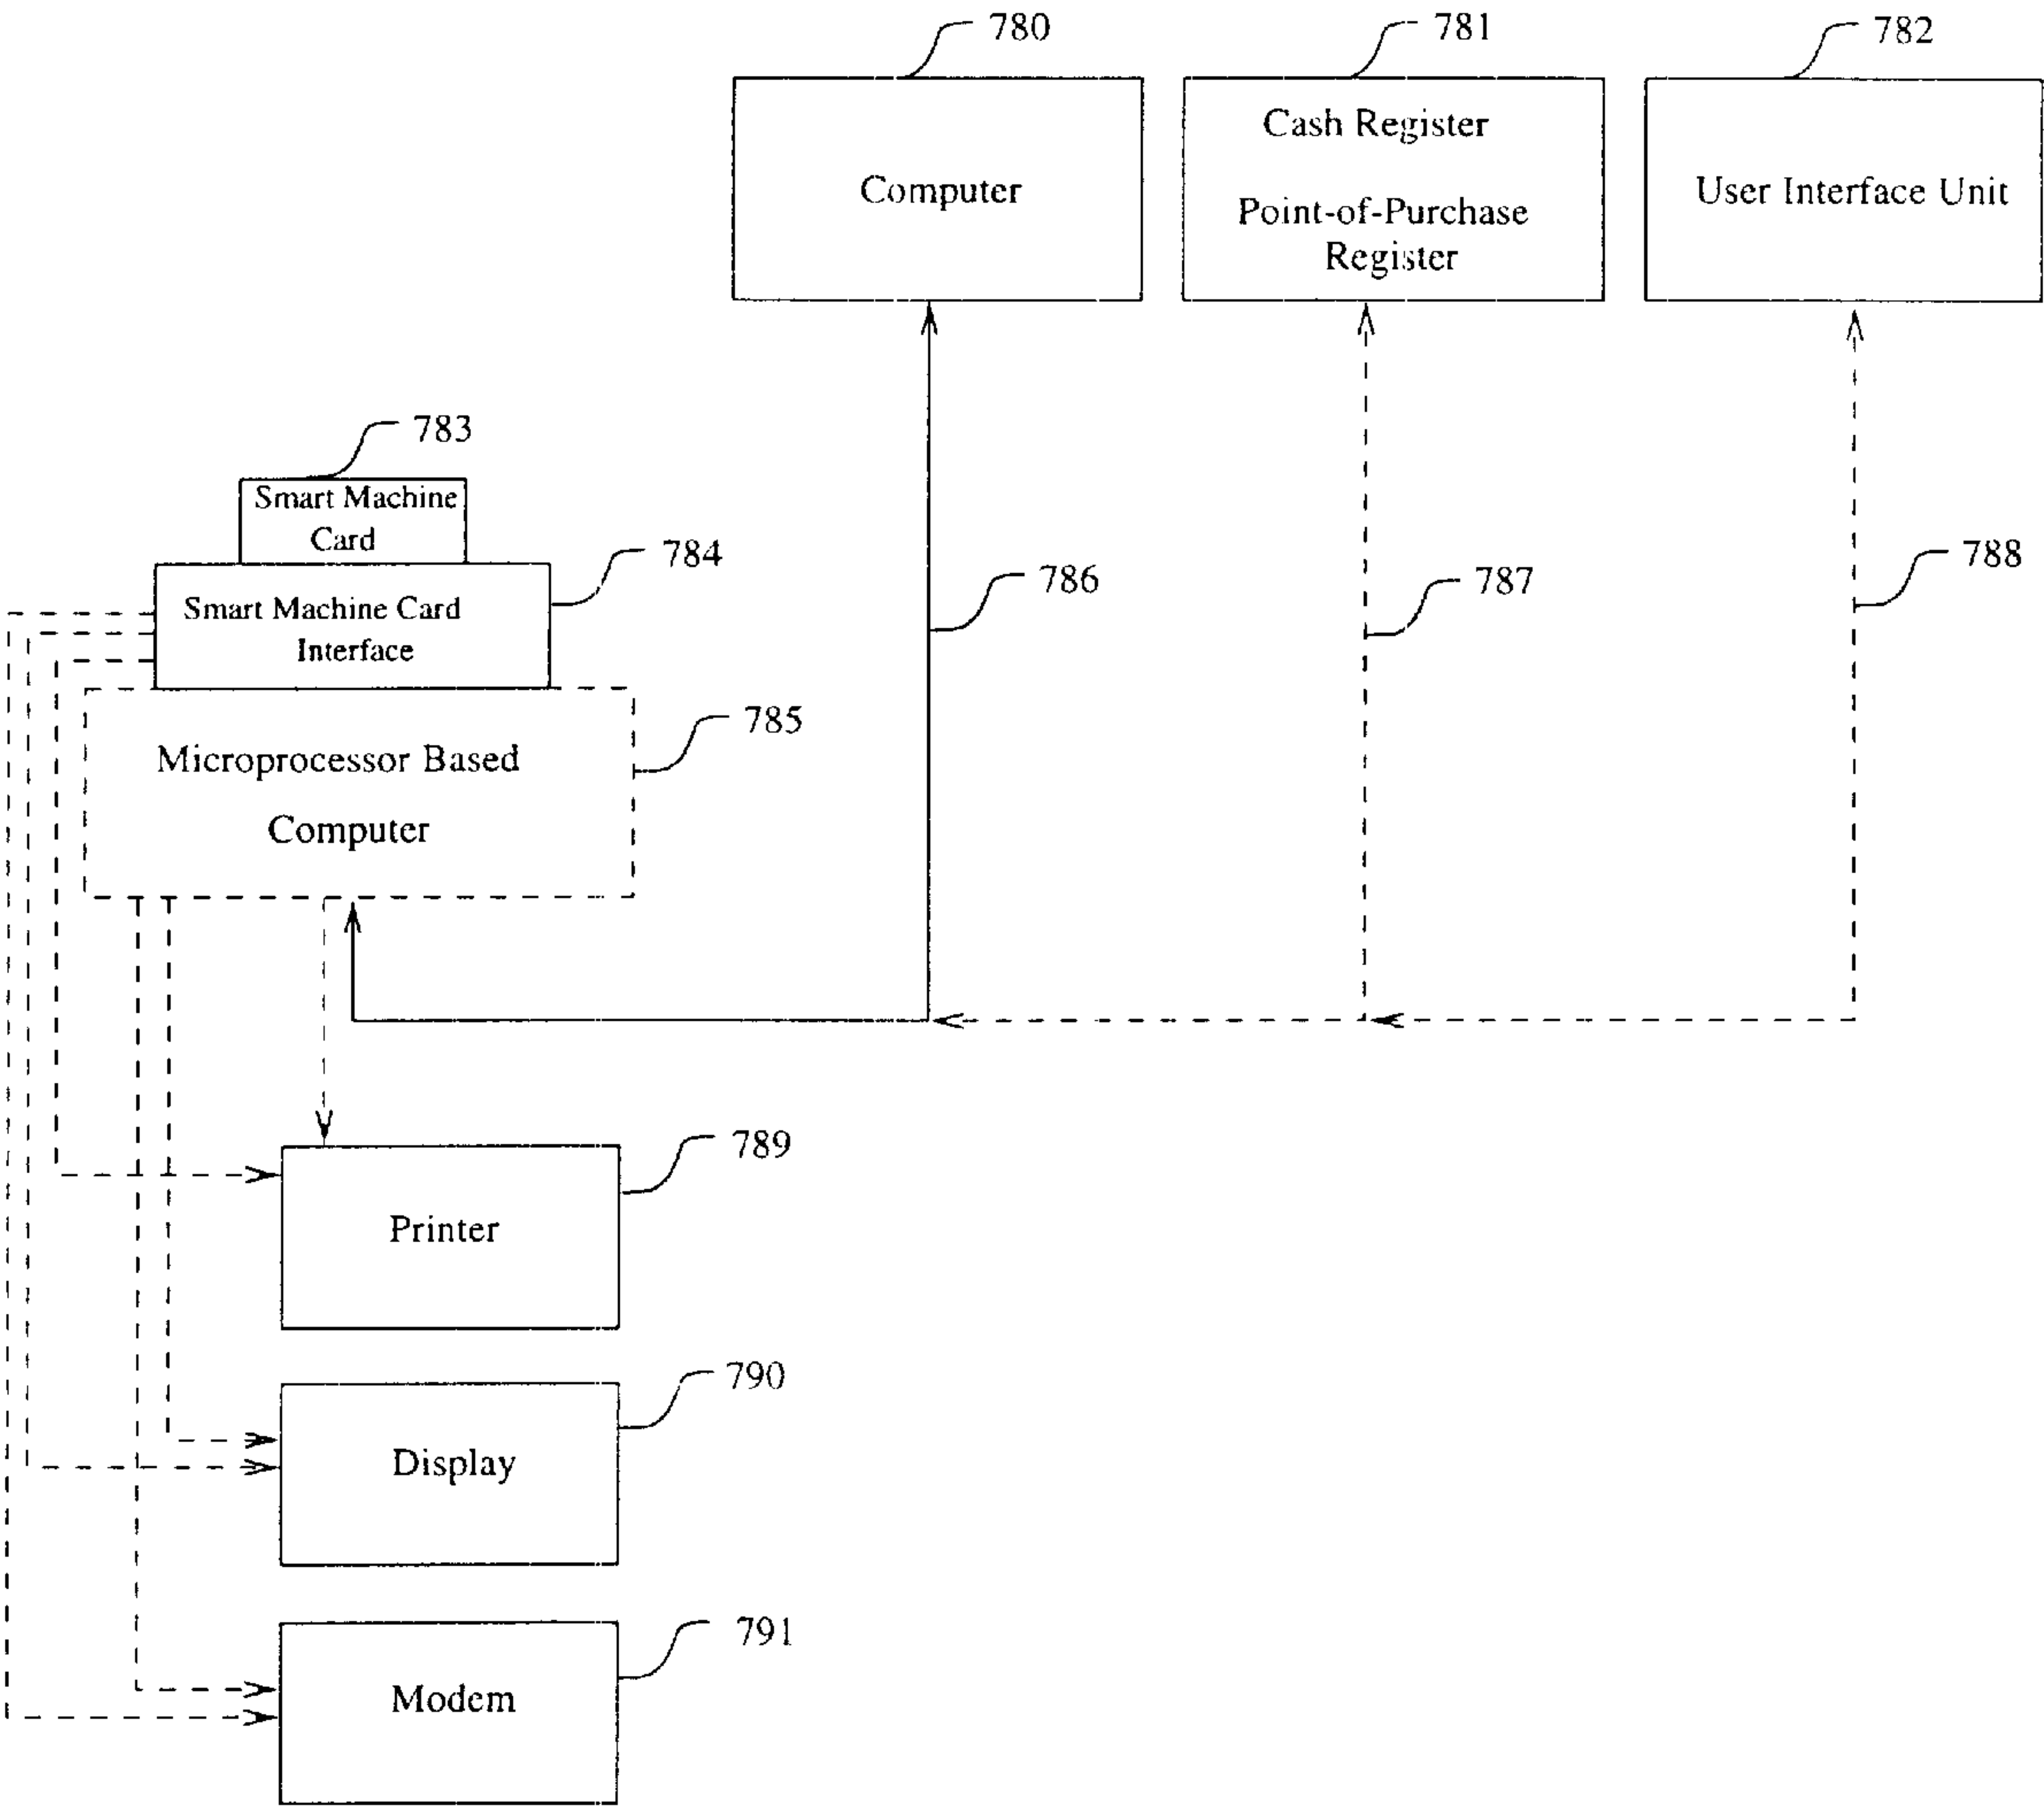 780
781
782
Computer
Cash Register
Point-of-Purchase
Register
User Interface Unit
783
Smart Machine
Card
784
Smart Machine Card
Interface
785
Microprocessor Based
Computer
786
787
788
789
Printer
790
Display
791
Modem